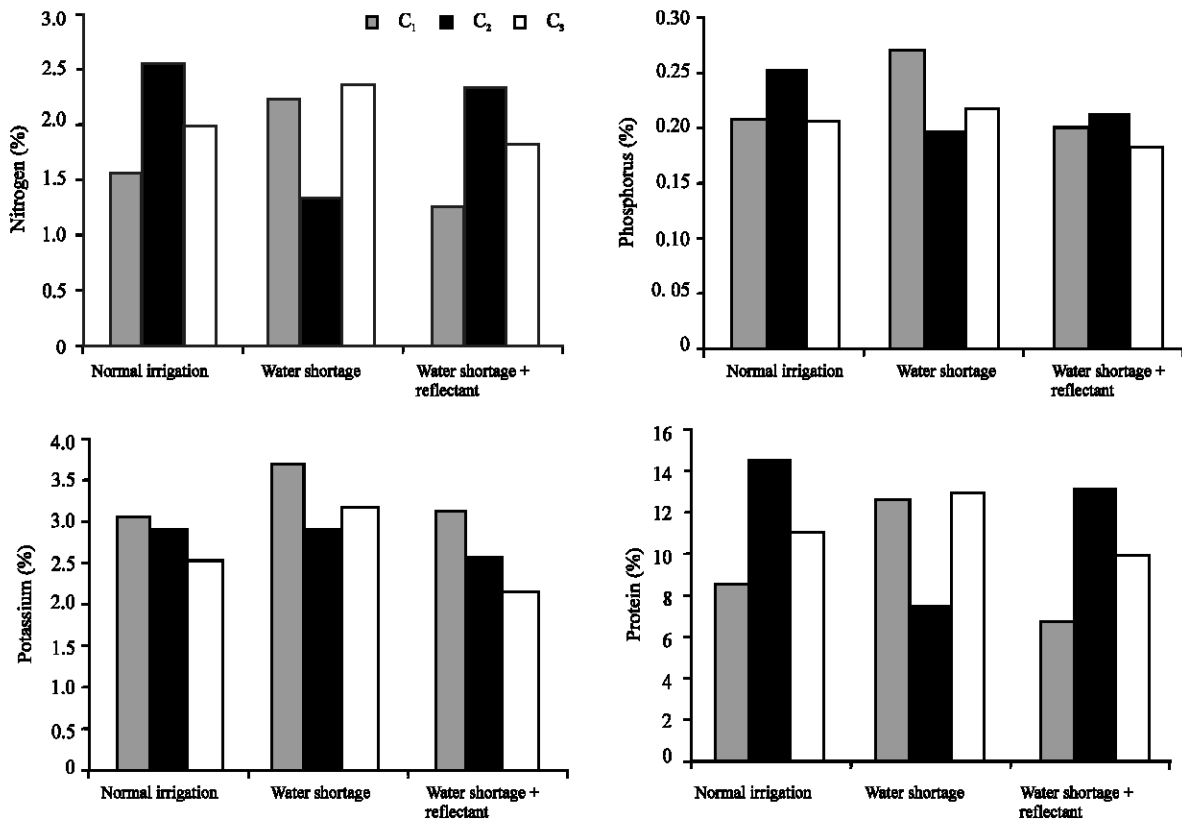 Nitrogen (%)
3.0
2.5
2.0
1.5
1.0
0.5
0
C1 C2 C3
Normal irrigation Water shortage Water shortage +
reflectant
Phosphorus (%)
0.30
0.25
0.20
0.15
0.10
0. 05
0
Normal irrigation Water shortage Water shortage +
reflectant
Potassium (%)
4.0
3.5
3.0
2.5
2.0
1.5
1.0
0.5
0
Normal irrigation Water shortage Water shortage +
reflectant
Protein (%)
16
14
12
10
8
6
4
2
0
Normal irrigation Water shortage Water shortage +
reflectant